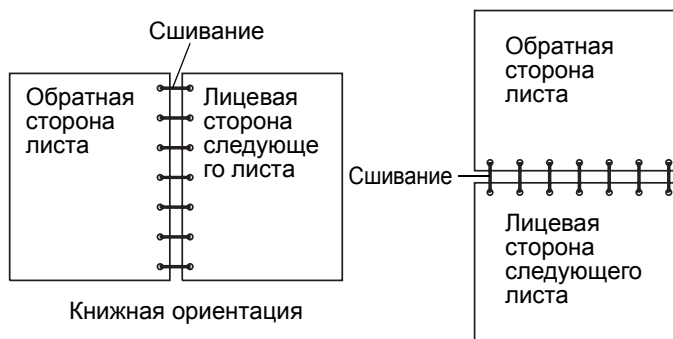 Сшивание
Обратная
сторона
листа
Лицевая
сторона
следующе
го листа
Книжная ориентация
Обратная
сторона
листа
Сшивание
Лицевая
сторона
следующего
листа